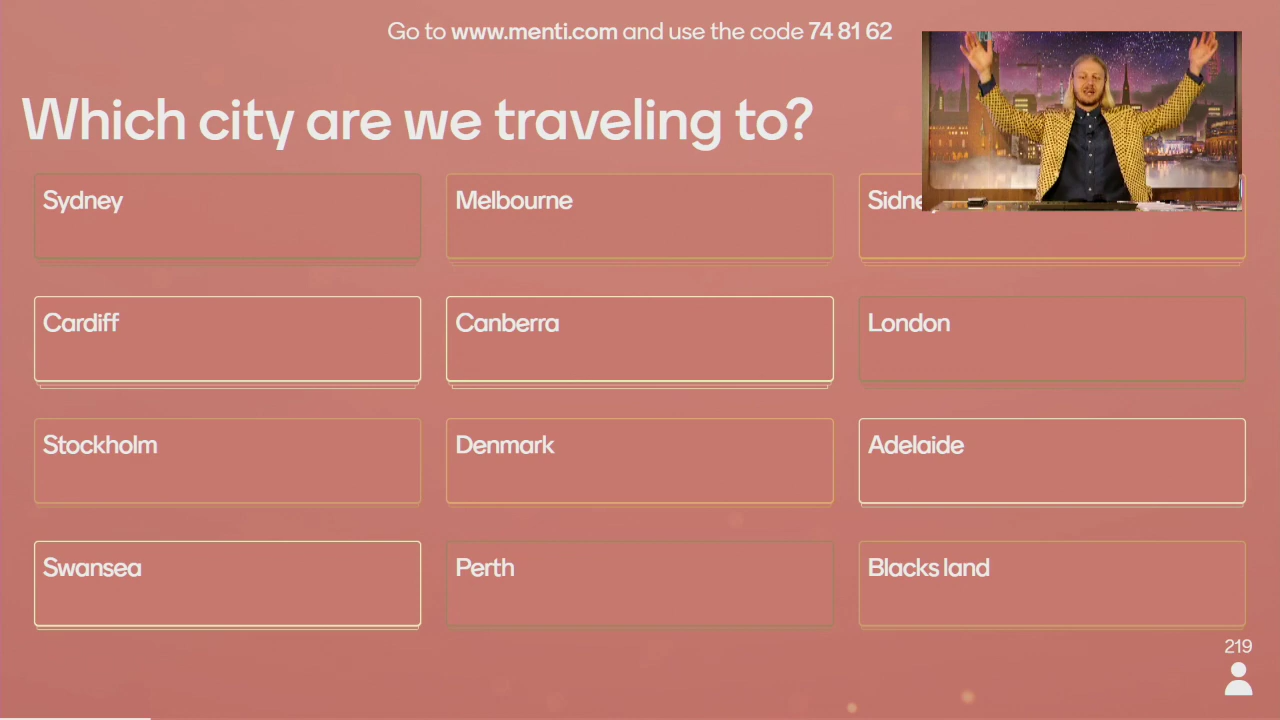 Go to www.menti.com and use the code 74 81 62
Which city are we traveling to?
Sydney
Melbourne
Cardiff
Canberra
London
Stockholm
Denmark
Adelaide
Swansea
Perth
Blacks land
219